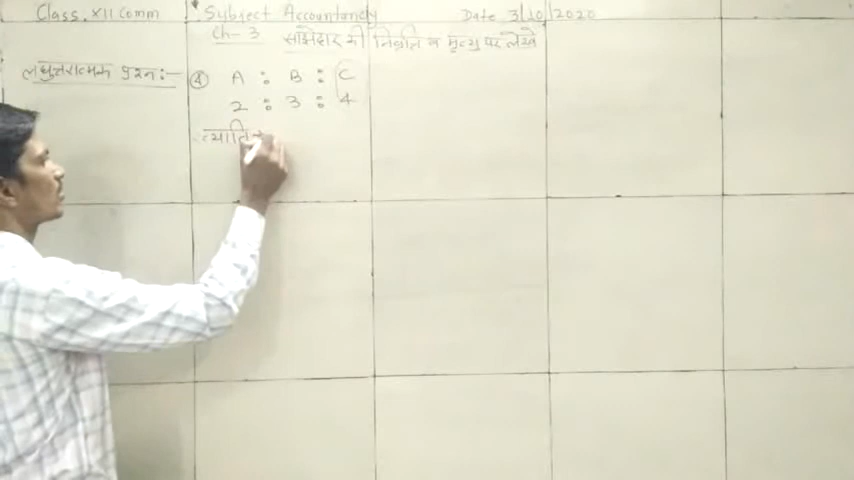 Class. XII Comm Subject Accountancy Date 3/10/2020
Ch-3 साझेदार की निवृति व मृत्यु पर लेखे
लघुत्तरात्मक प्रश्न :- ④ A : B : C
2 : 3 : 4